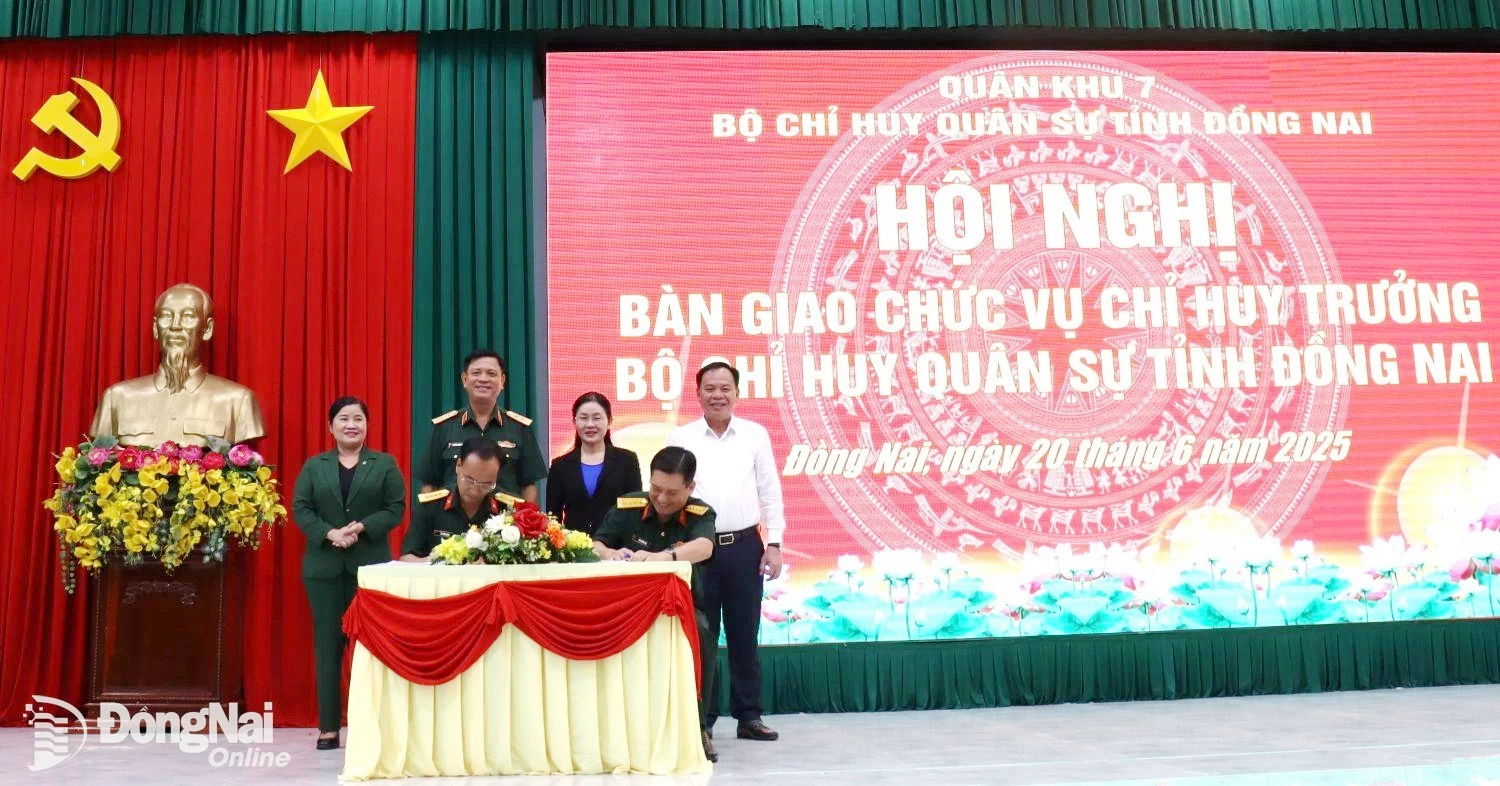 QUÂN KHU 7
BỘ CHỈ HUY QUÂN SỰ TỈNH ĐỒNG NAI
HỘI NGHỊ
BÀN GIAO CHỨC VỤ CHỈ HUY TRƯỞNG
BỘ CHỈ HUY QUÂN SỰ TỈNH ĐỒNG NAI
Đồng Nai, ngày 20 tháng 6 năm 2025
ĐồngNai
Online